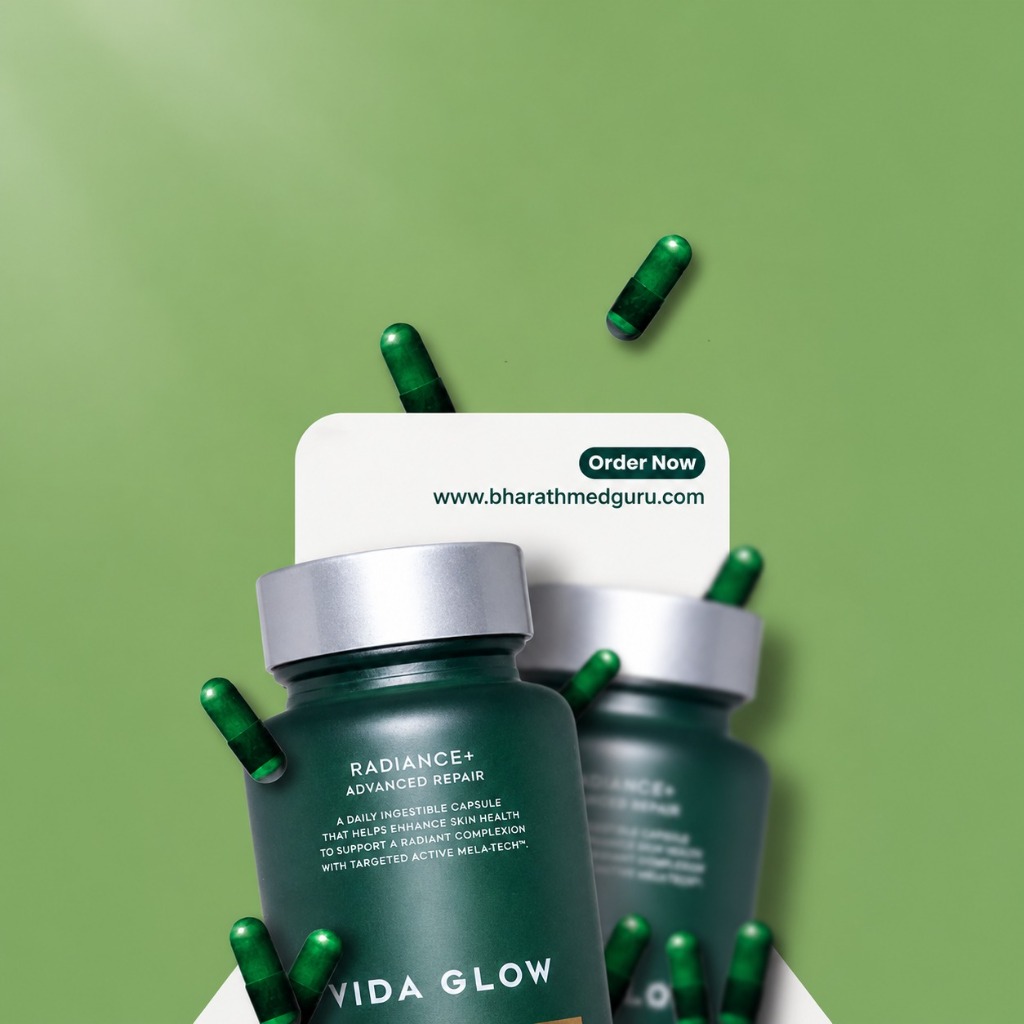 Order Now
www.bharathmedguru.com
RADIANCE+
ADVANCED REPAIR
A DAILY INGESTIBLE CAPSULE
THAT HELPS ENHANCE SKIN HEALTH
TO SUPPORT A RADIANT COMPLEXION
WITH TARGETED ACTIVE MELA-TECH™.
VIDA GLOW